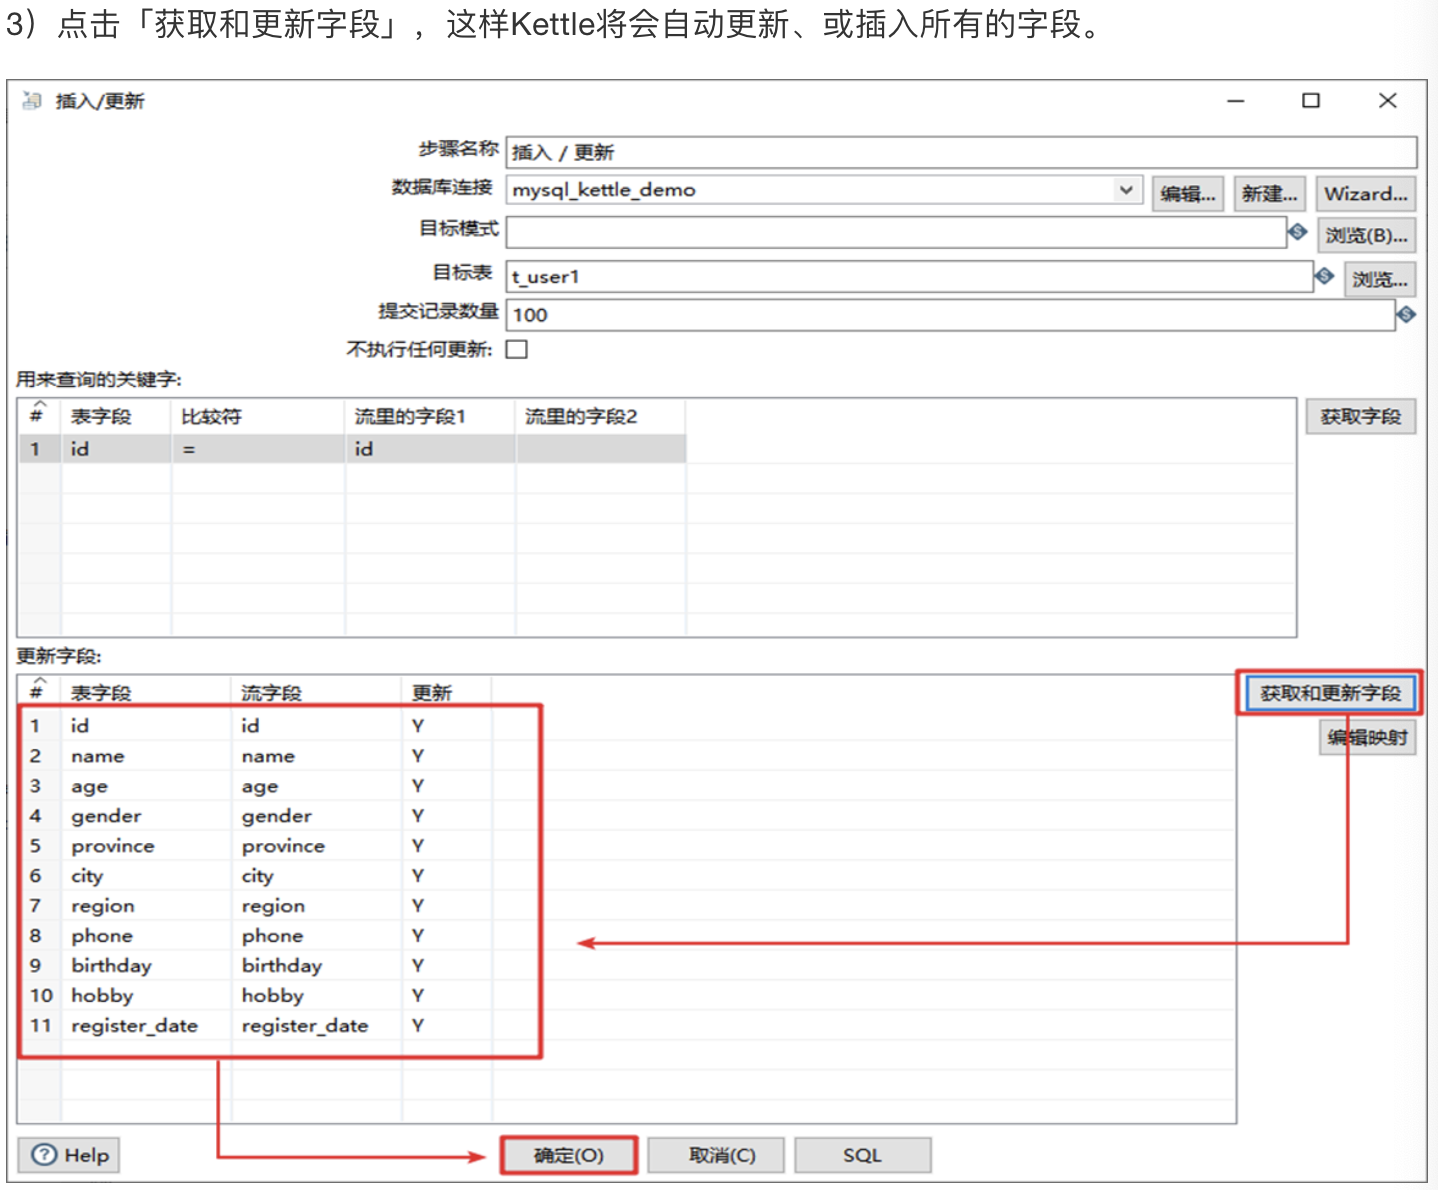 3）点击「获取和更新字段」，这样Kettle将会自动更新、或插入所有的字段。
插入/更新
步骤名称 插入 / 更新
数据库连接 mysql_kettle_demo 编辑... 新建... Wizard...
目标模式 浏览(B)...
目标表 t_user1 浏览...
提交记录数量 100
不执行任何更新:
用来查询的关键字:
# 表字段 比较符 流里的字段1 流里的字段2 获取字段
1 id = id
更新字段:
# 表字段 流字段 更新 获取和更新字段
1 id id Y
编辑映射
2 name name Y
3 age age Y
4 gender gender Y
5 province province Y
6 city city Y
7 region region Y
8 phone phone Y
9 birthday birthday Y
10 hobby hobby Y
11 register_date register_date Y
Help 确定(O) 取消(C) SQL